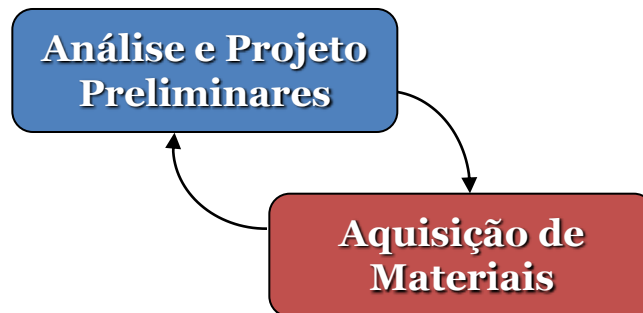 Análise e Projeto
Preliminares
Aquisição de
Materiais